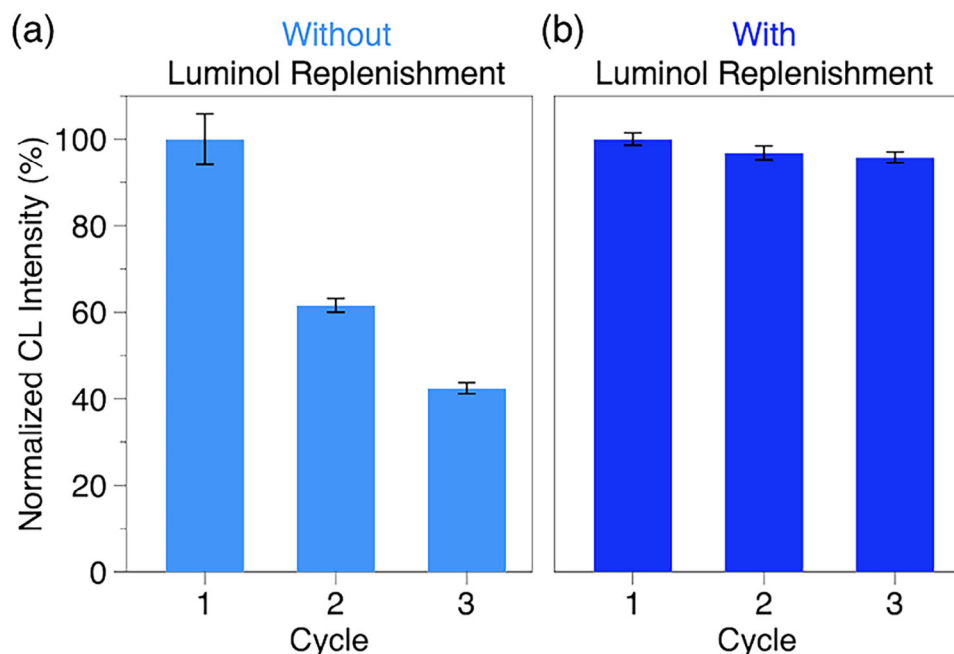 (a)
Without
Luminol Replenishment
Normalized CL Intensity (%)
100
80
60
40
20
0
1 2 3
Cycle
(b)
With
Luminol Replenishment
1 2 3
Cycle